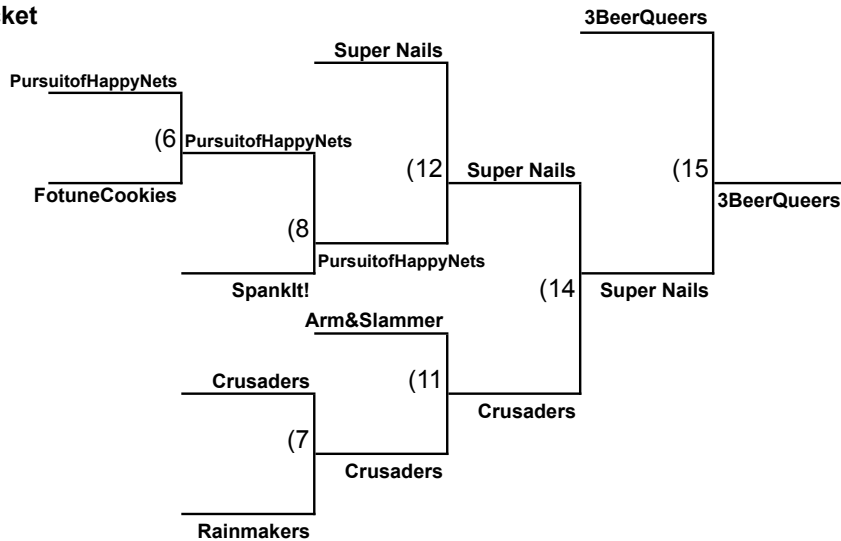 cket
3BeerQueers
Super Nails
PursuitofHappyNets
(6
PursuitofHappyNets
(12
Super Nails
(15
FotuneCookies
3BeerQueers
(8
PursuitofHappyNets
SpankIt!
(14
Super Nails
Arm&Slammer
Crusaders
(11
Crusaders
(7
Crusaders
Rainmakers